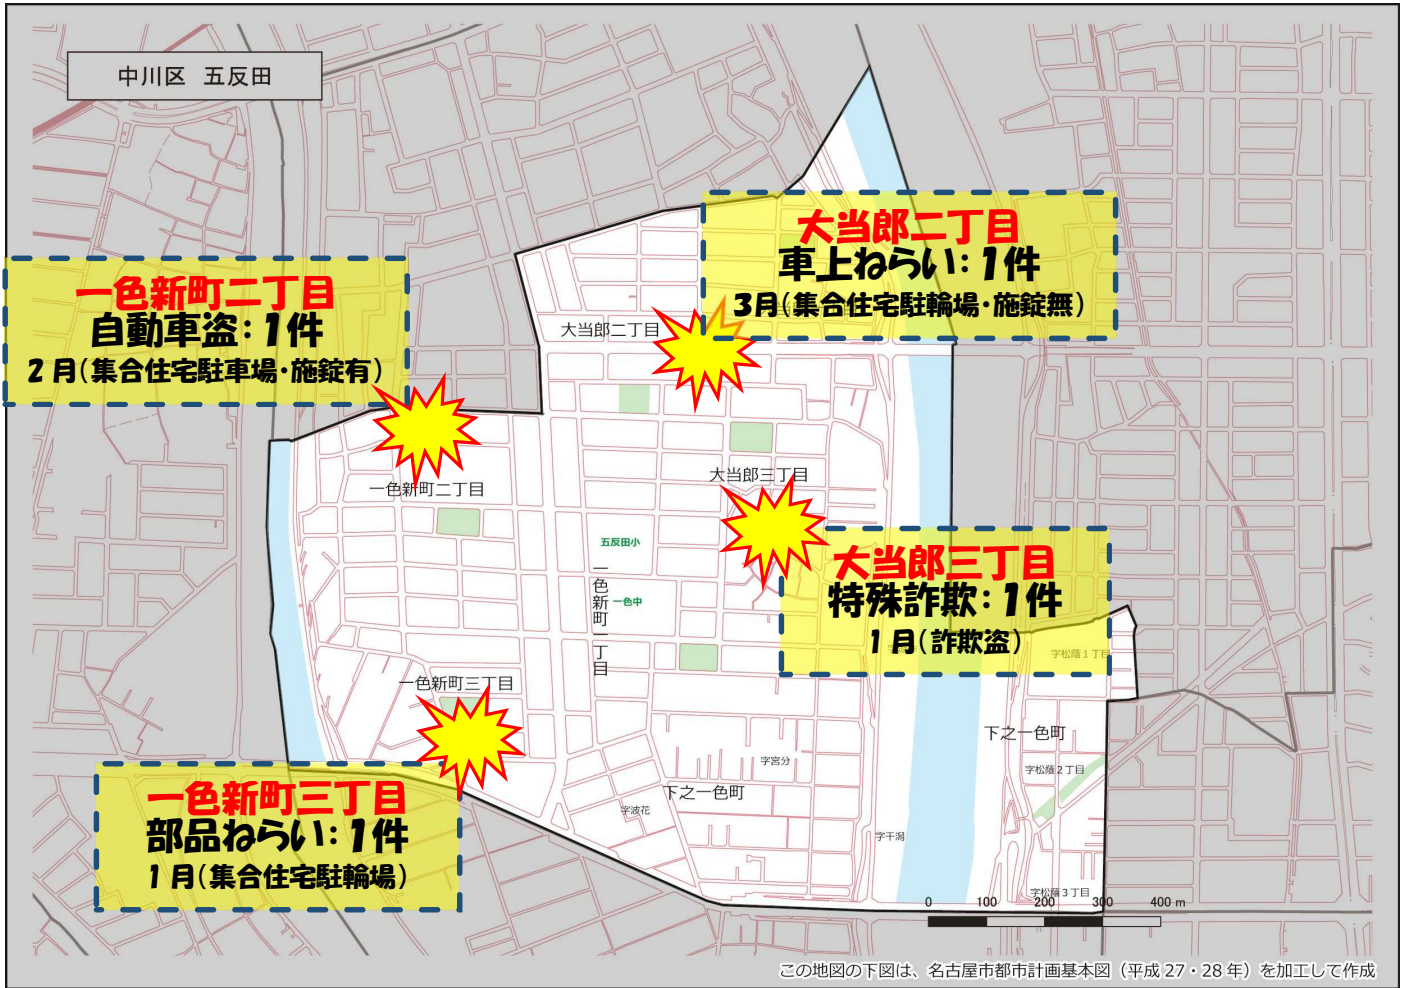 中川区 五反田
大当郎二丁目
車上ねらい：1件
3月(集合住宅駐輪場・施錠無)
一色新町二丁目
自動車盗：1件
2月(集合住宅駐車場・施錠有)
大当郎二丁目
大当郎三丁目
一色新町二丁目
五反田小
一色新町一丁目
一色中
大当郎三丁目
特殊詐欺：1件
1月(詐欺盗)
字松蔭1丁目
一色新町三丁目
下之一色町
字宮分
字松蔭2丁目
一色新町三丁目
部品ねらい：1件
1月(集合住宅駐輪場)
下之一色町
字波花
字干潟
字松蔭3丁目
0 100 200 300 400 m
この地図の下図は、名古屋市都市計画基本図（平成27・28年）を加工して作成